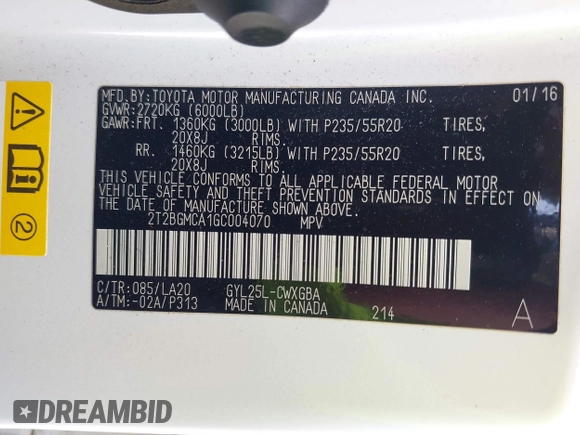 MFD.BY:TOYOTA MOTOR MANUFACTURING CANADA INC. 01/16
GVWR:2720KG (6000LB)
GAWR:FRT. 1360KG (3000LB) WITH P235/55R20 TIRES,
20X8J RIMS.
RR. 1460KG (3215LB) WITH P235/55R20 TIRES,
20X8J RIMS.
THIS VEHICLE CONFORMS TO ALL APPLICABLE FEDERAL MOTOR
VEHICLE SAFETY AND THEFT PREVENTION STANDARDS IN EFFECT
ON THE DATE OF MANUFACTURE SHOWN ABOVE.
2T2BGMCA1GC004070 MPV
C/TR:085/LA20 GYL25L-CWXGBA
A/TM:-02A/P313 MADE IN CANADA 214 A
2
DREAMBID